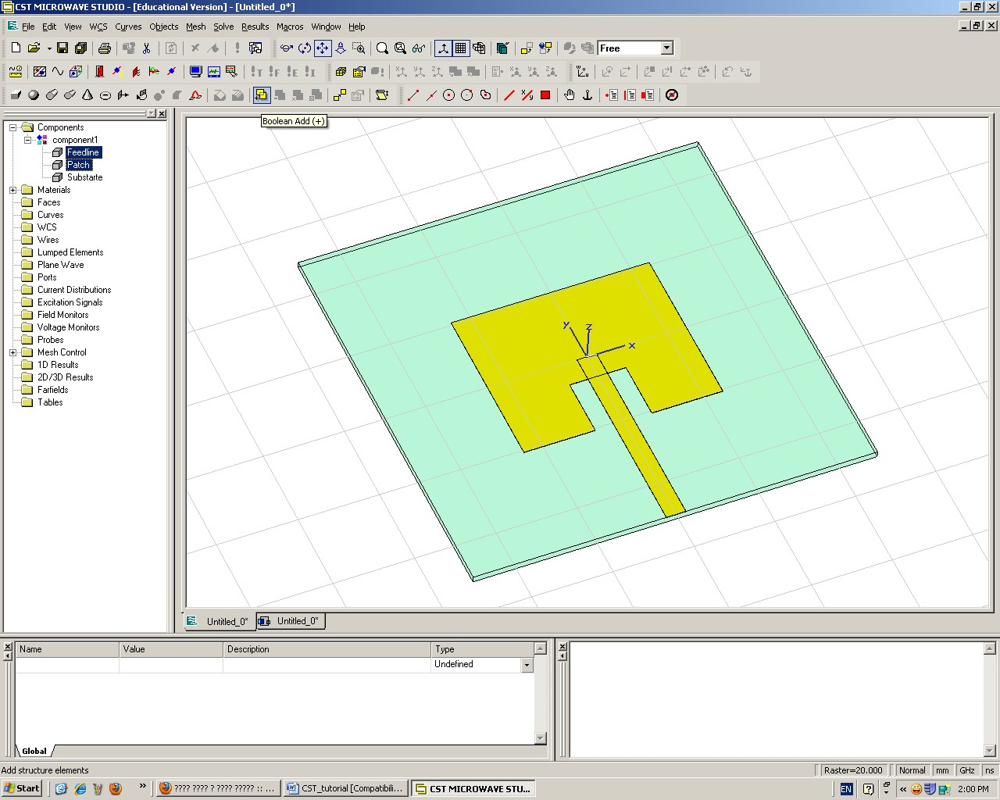 CST MICROWAVE STUDIO - [Educational Version] - [Untitled_0*]
File Edit View WCS Curves Objects Mesh Solve Results Macros Window Help
Free
Boolean Add (+)
Components
component1
Feedline
Patch
Substarte
Materials
Faces
Curves
WCS
Wires
Lumped Elements
Plane Wave
Ports
Current Distributions
Excitation Signals
Field Monitors
Voltage Monitors
Probes
Mesh Control
1D Results
2D/3D Results
Farfields
Tables
y z
x
Untitled_0* Untitled_0*
Name Value Description Type
Undefined
Global
Add structure elements
Raster=20.000 Normal mm GHz ns
Start » ???? ???? ? ???? ????? :: ... CST_tutorial [Compatibili... CST MICROWAVE STU... EN « 2:00 PM